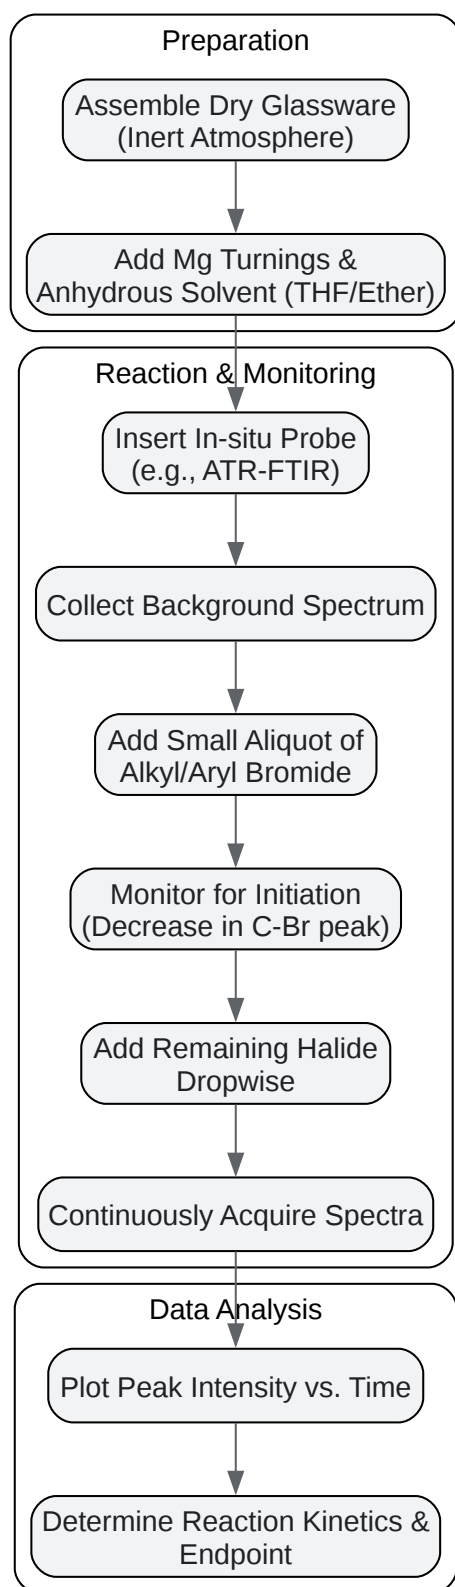 Preparation
Assemble Dry Glassware
(Inert Atmosphere)
Add Mg Turnings &
Anhydrous Solvent (THF/Ether)
Reaction & Monitoring
Insert In-situ Probe
(e.g., ATR-FTIR)
Collect Background Spectrum
Add Small Aliquot of
Alkyl/Aryl Bromide
Monitor for Initiation
(Decrease in C-Br peak)
Add Remaining Halide
Dropwise
Continuously Acquire Spectra
Data Analysis
Plot Peak Intensity vs. Time
Determine Reaction Kinetics &
Endpoint